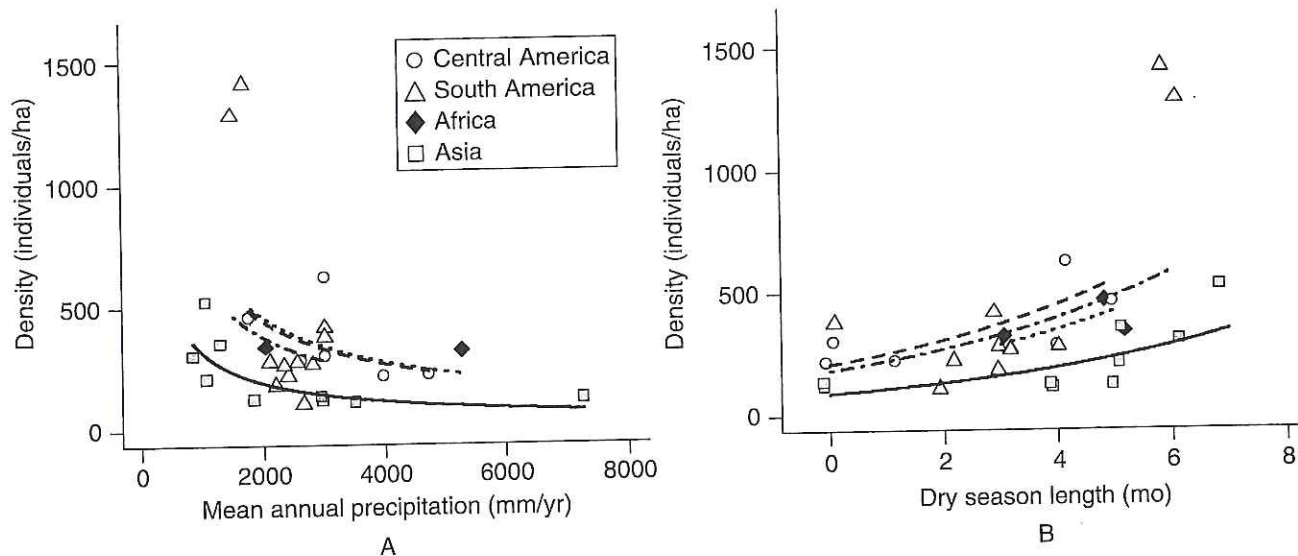 Density (individuals/ha)
1500
1000
500
0
Central America
South America
Africa
Asia
0 2000 4000 6000 8000
Mean annual precipitation (mm/yr)
A
Density (individuals/ha)
1500
1000
500
0
0 2 4 6 8
Dry season length (mo)
B